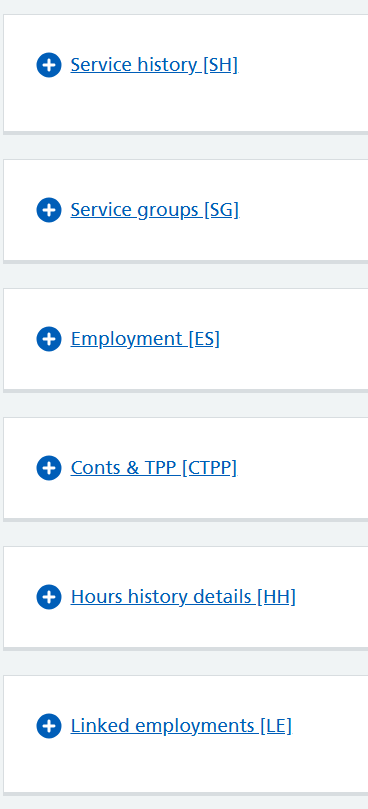 Service history [SH]
Service groups [SG]
Employment [ES]
Conts & TPP [CTPP]
Hours history details [HH]
Linked employments [LE]